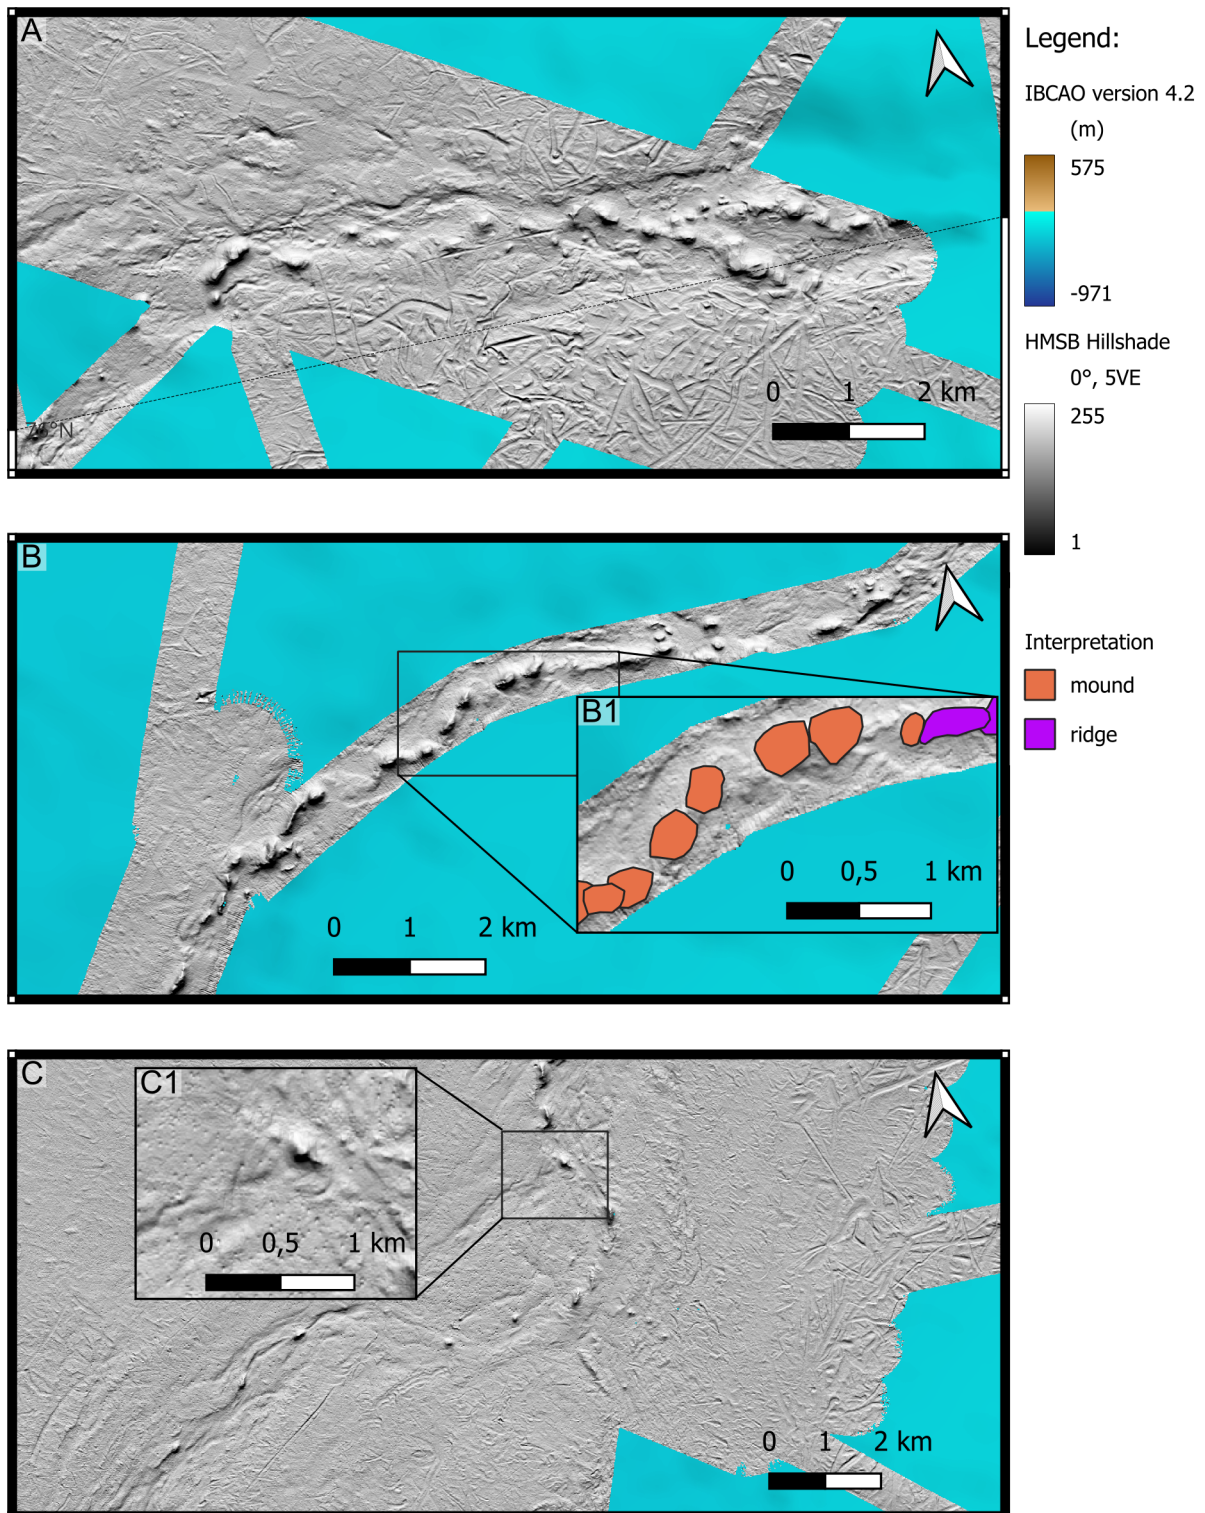 A
76°N
0 1 2 km
Legend:
IBCAO version 4.2
(m)
575
-971
HMSB Hillshade
0°, 5VE
255
1
B
B1
0 0,5 1 km
0 1 2 km
Interpretation
mound
ridge
C
C1
0 0,5 1 km
0 1 2 km